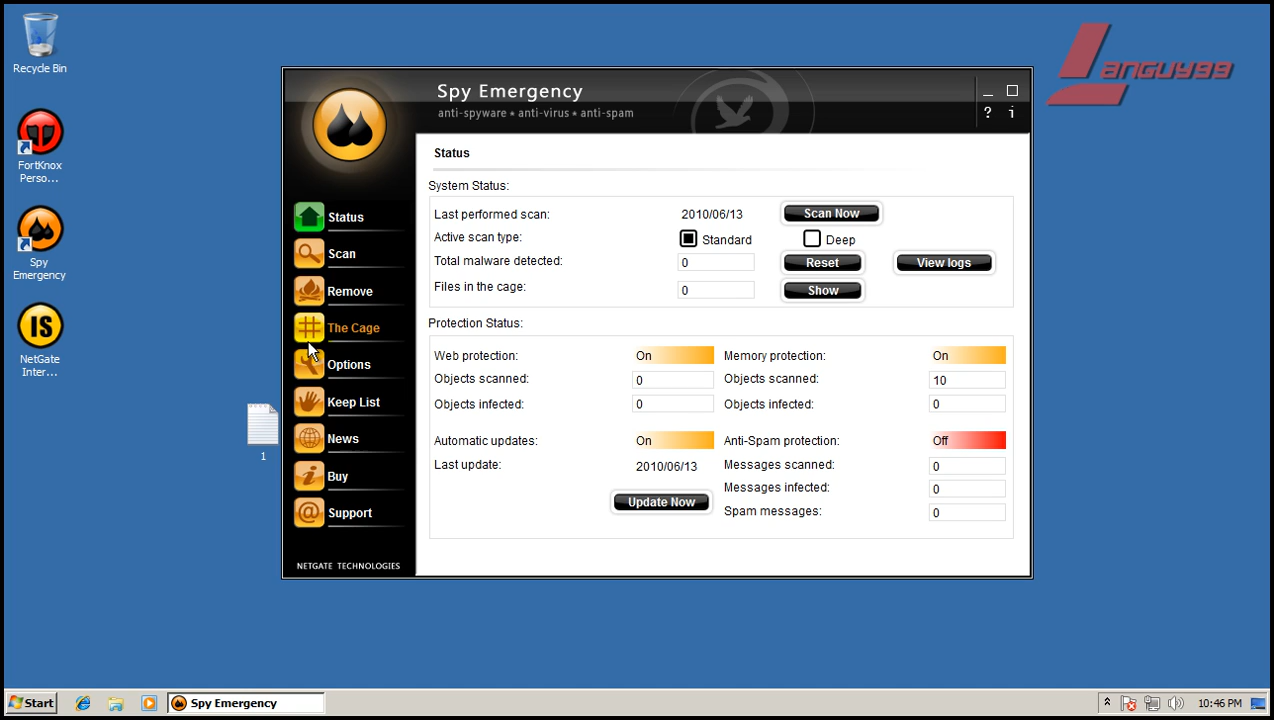 Recycle Bin
FortKnox
Perso...
Spy
Emergency
NetGate
Inter...
1
Languy99
Spy Emergency
anti-spyware • anti-virus • anti-spam
? i
Status
Scan
Remove
The Cage
Options
Keep List
News
Buy
Support
NETGATE TECHNOLOGIES
Status
System Status:
Last performed scan: 2010/06/13 Scan Now
Active scan type: Standard Deep
Total malware detected: 0 Reset View logs
Files in the cage: 0 Show
Protection Status:
Web protection: On Memory protection: On
Objects scanned: 0 Objects scanned: 10
Objects infected: 0 Objects infected: 0
Automatic updates: On Anti-Spam protection: Off
Last update: 2010/06/13 Messages scanned: 0
Messages infected: 0
Update Now Spam messages: 0
Start Spy Emergency 10:46 PM